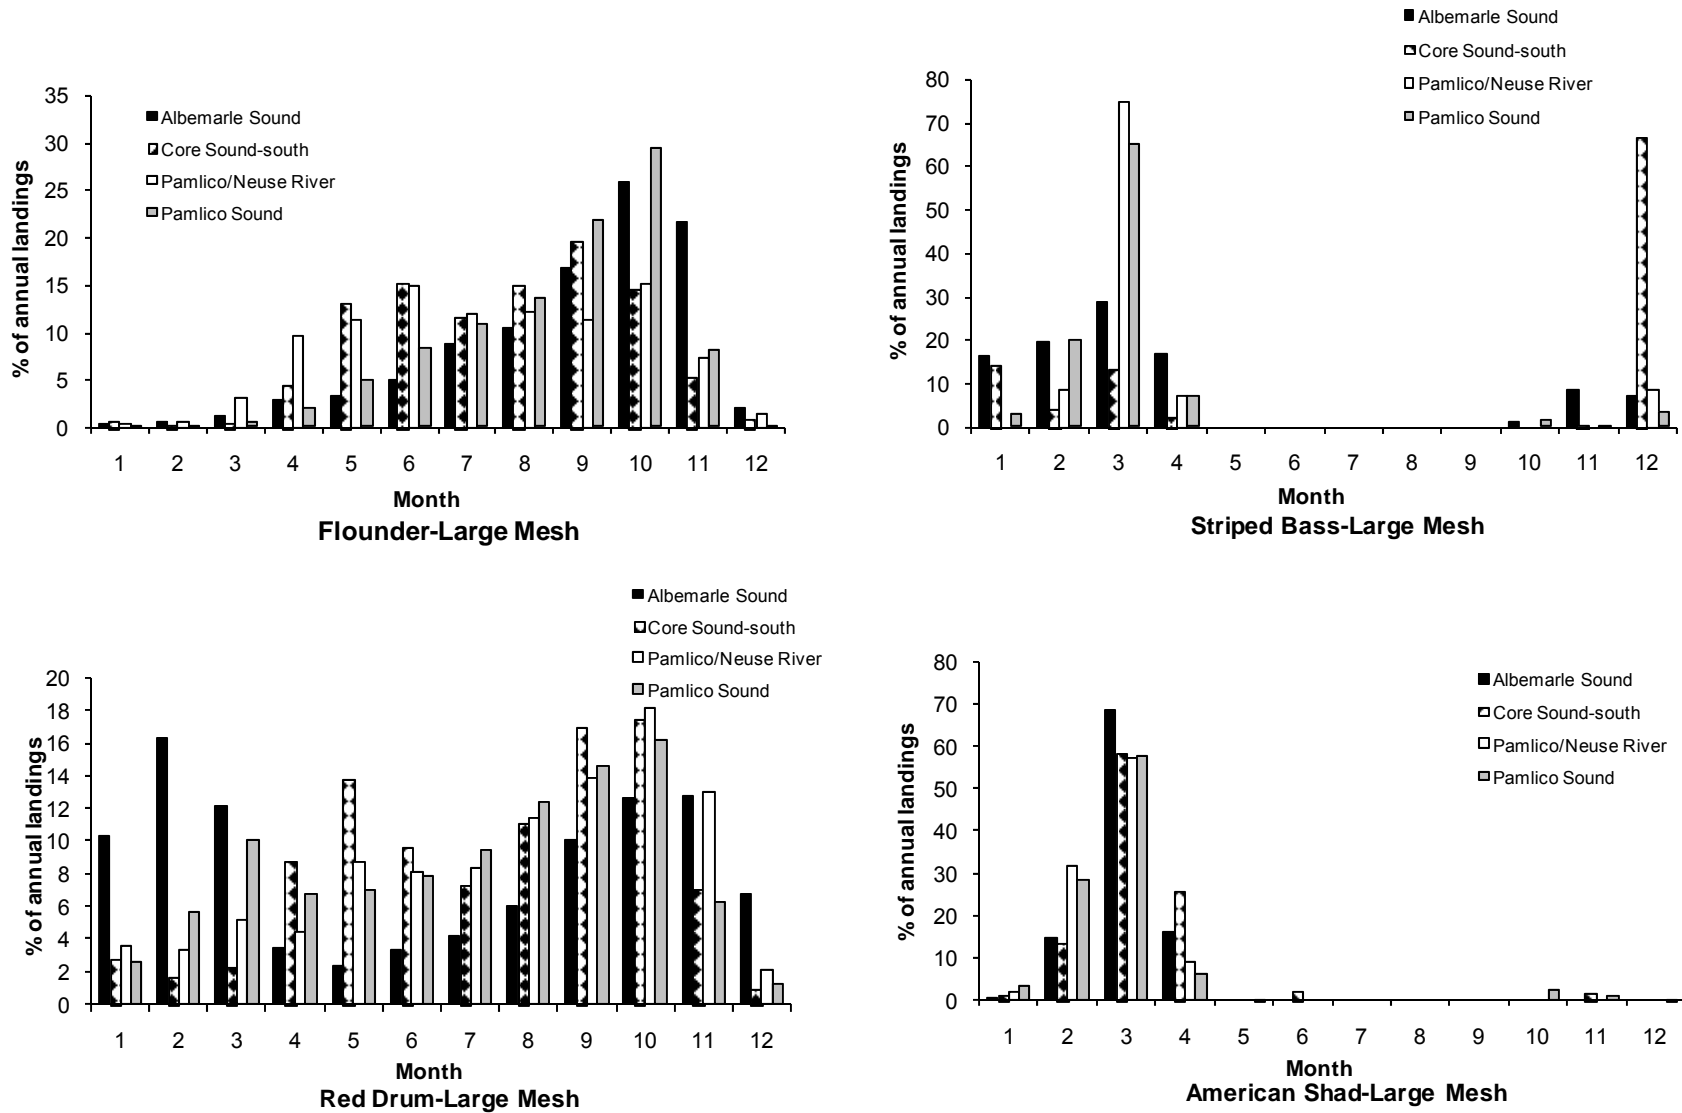 Albemarle Sound
Core Sound-south
Pamlico/Neuse River
Pamlico Sound
35
30
25
20
15
10
5
0
% of annual landings
1 2 3 4 5 6 7 8 9 10 11 12
Month
Flounder-Large Mesh
Albemarle Sound
Core Sound-south
Pamlico/Neuse River
Pamlico Sound
80
70
60
50
40
30
20
10
0
% of annual landings
1 2 3 4 5 6 7 8 9 10 11 12
Month
Striped Bass-Large Mesh
Albemarle Sound
Core Sound-south
Pamlico/Neuse River
Pamlico Sound
20
18
16
14
12
10
8
6
4
2
0
% of annual landings
1 2 3 4 5 6 7 8 9 10 11 12
Month
Red Drum-Large Mesh
Albemarle Sound
Core Sound-south
Pamlico/Neuse River
Pamlico Sound
80
70
60
50
40
30
20
10
0
% of annual landings
1 2 3 4 5 6 7 8 9 10 11 12
Month
American Shad-Large Mesh